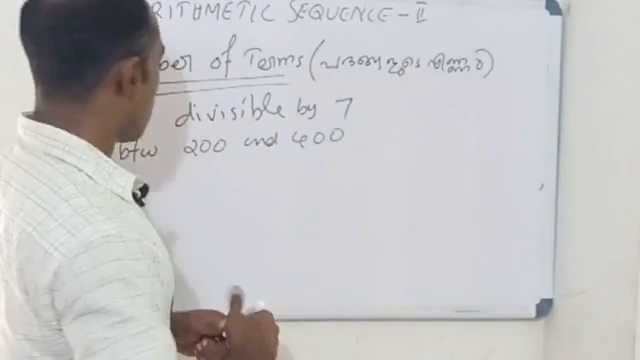 RITHMETIC SEQUENCE - II
ber of Terms (പദങ്ങളുടെ എണ്ണം)
divisible by 7
btw 200 and 400